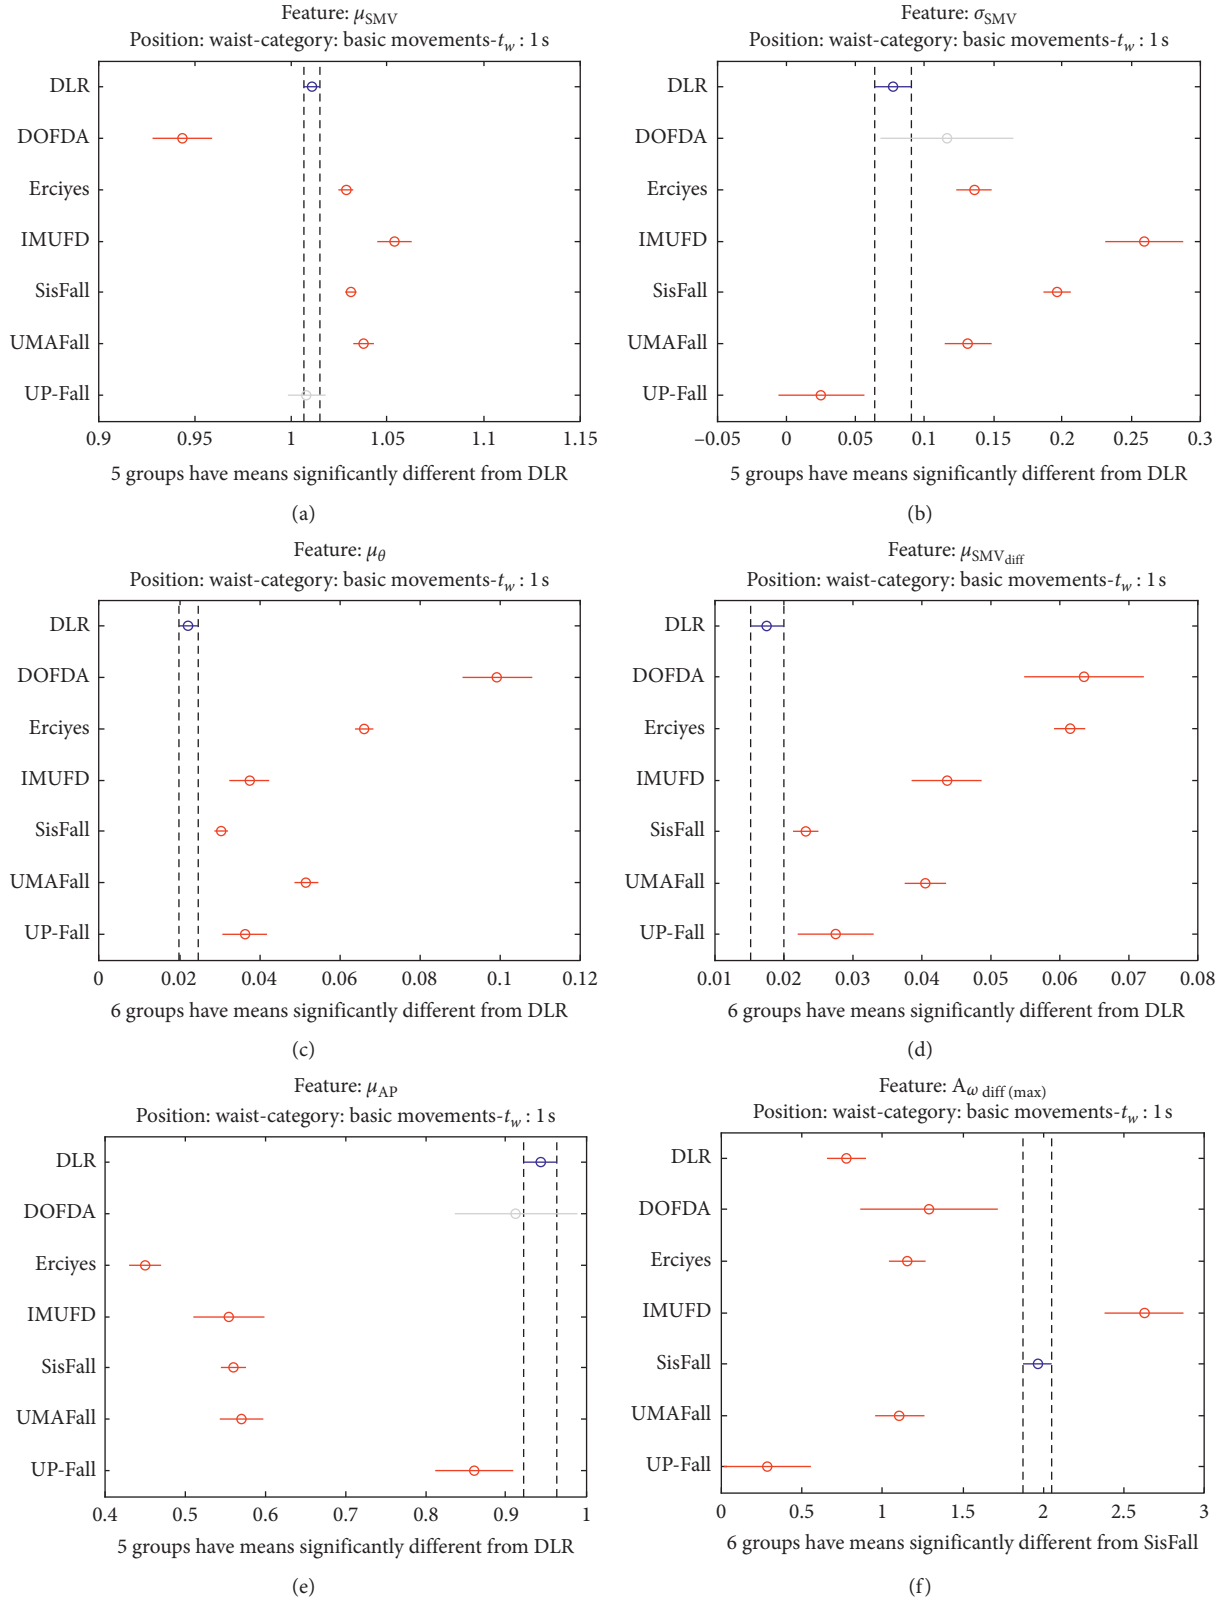 Feature: μSMV
Position: waist-category: basic movements-tw : 1 s
DLR
DOFDA
Erciyes
IMUFD
SisFall
UMAFall
UP-Fall
0.9 0.95 1 1.05 1.1 1.15
5 groups have means significantly different from DLR
(a)
Feature: σSMV
Position: waist-category: basic movements-tw : 1 s
DLR
DOFDA
Erciyes
IMUFD
SisFall
UMAFall
UP-Fall
−0.05 0 0.05 0.1 0.15 0.2 0.25 0.3
5 groups have means significantly different from DLR
(b)
Feature: μθ
Position: waist-category: basic movements-tw : 1 s
DLR
DOFDA
Erciyes
IMUFD
SisFall
UMAFall
UP-Fall
0 0.02 0.04 0.06 0.08 0.1 0.12
6 groups have means significantly different from DLR
(c)
Feature: μSMVdiff
Position: waist-category: basic movements-tw : 1 s
DLR
DOFDA
Erciyes
IMUFD
SisFall
UMAFall
UP-Fall
0.01 0.02 0.03 0.04 0.05 0.06 0.07 0.08
6 groups have means significantly different from DLR
(d)
Feature: μAP
Position: waist-category: basic movements-tw : 1 s
DLR
DOFDA
Erciyes
IMUFD
SisFall
UMAFall
UP-Fall
0.4 0.5 0.6 0.7 0.8 0.9 1
5 groups have means significantly different from DLR
(e)
Feature: Aω diff (max)
Position: waist-category: basic movements-tw : 1 s
DLR
DOFDA
Erciyes
IMUFD
SisFall
UMAFall
UP-Fall
0 0.5 1 1.5 2 2.5 3
6 groups have means significantly different from SisFall
(f)